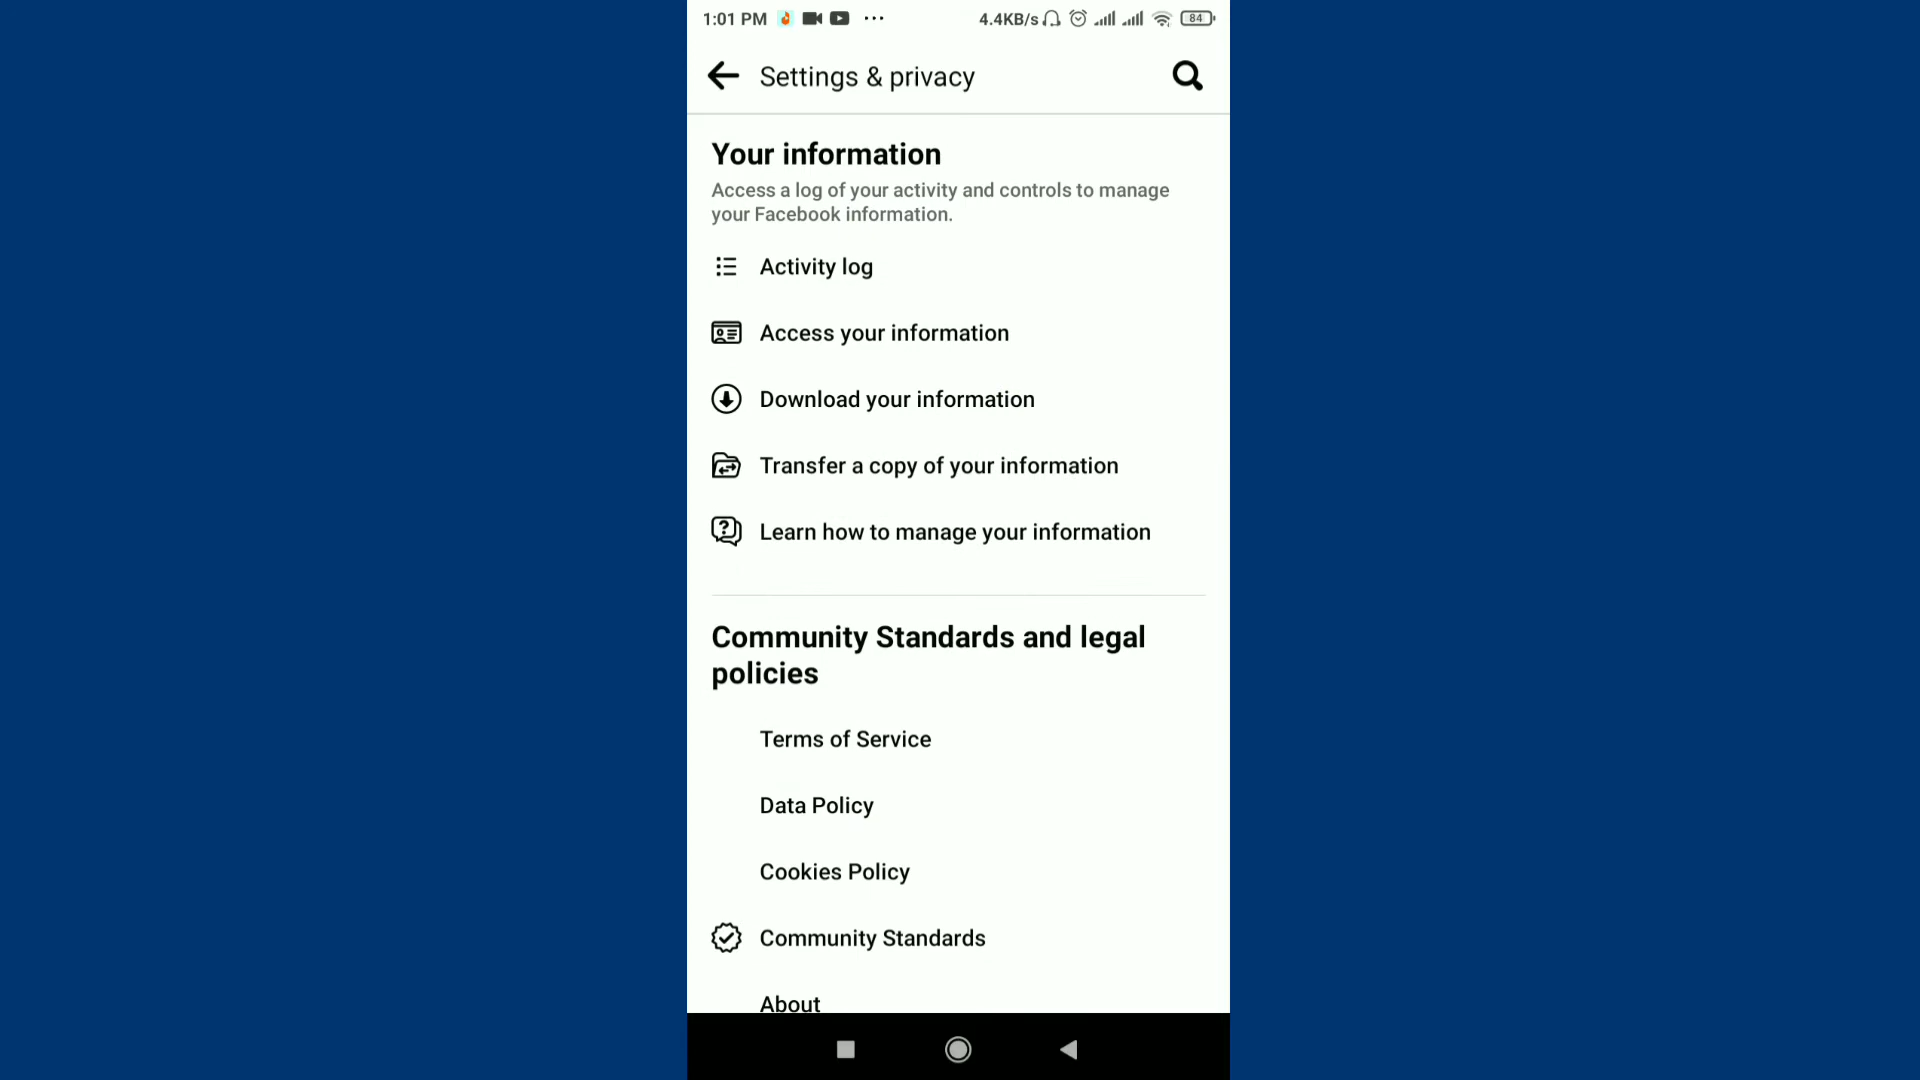 1:01 PM ... 4.4KB/s 84
Settings & privacy
Your information
Access a log of your activity and controls to manage
your Facebook information.
Activity log
Access your information
Download your information
Transfer a copy of your information
Learn how to manage your information
Community Standards and legal
policies
Terms of Service
Data Policy
Cookies Policy
Community Standards
About